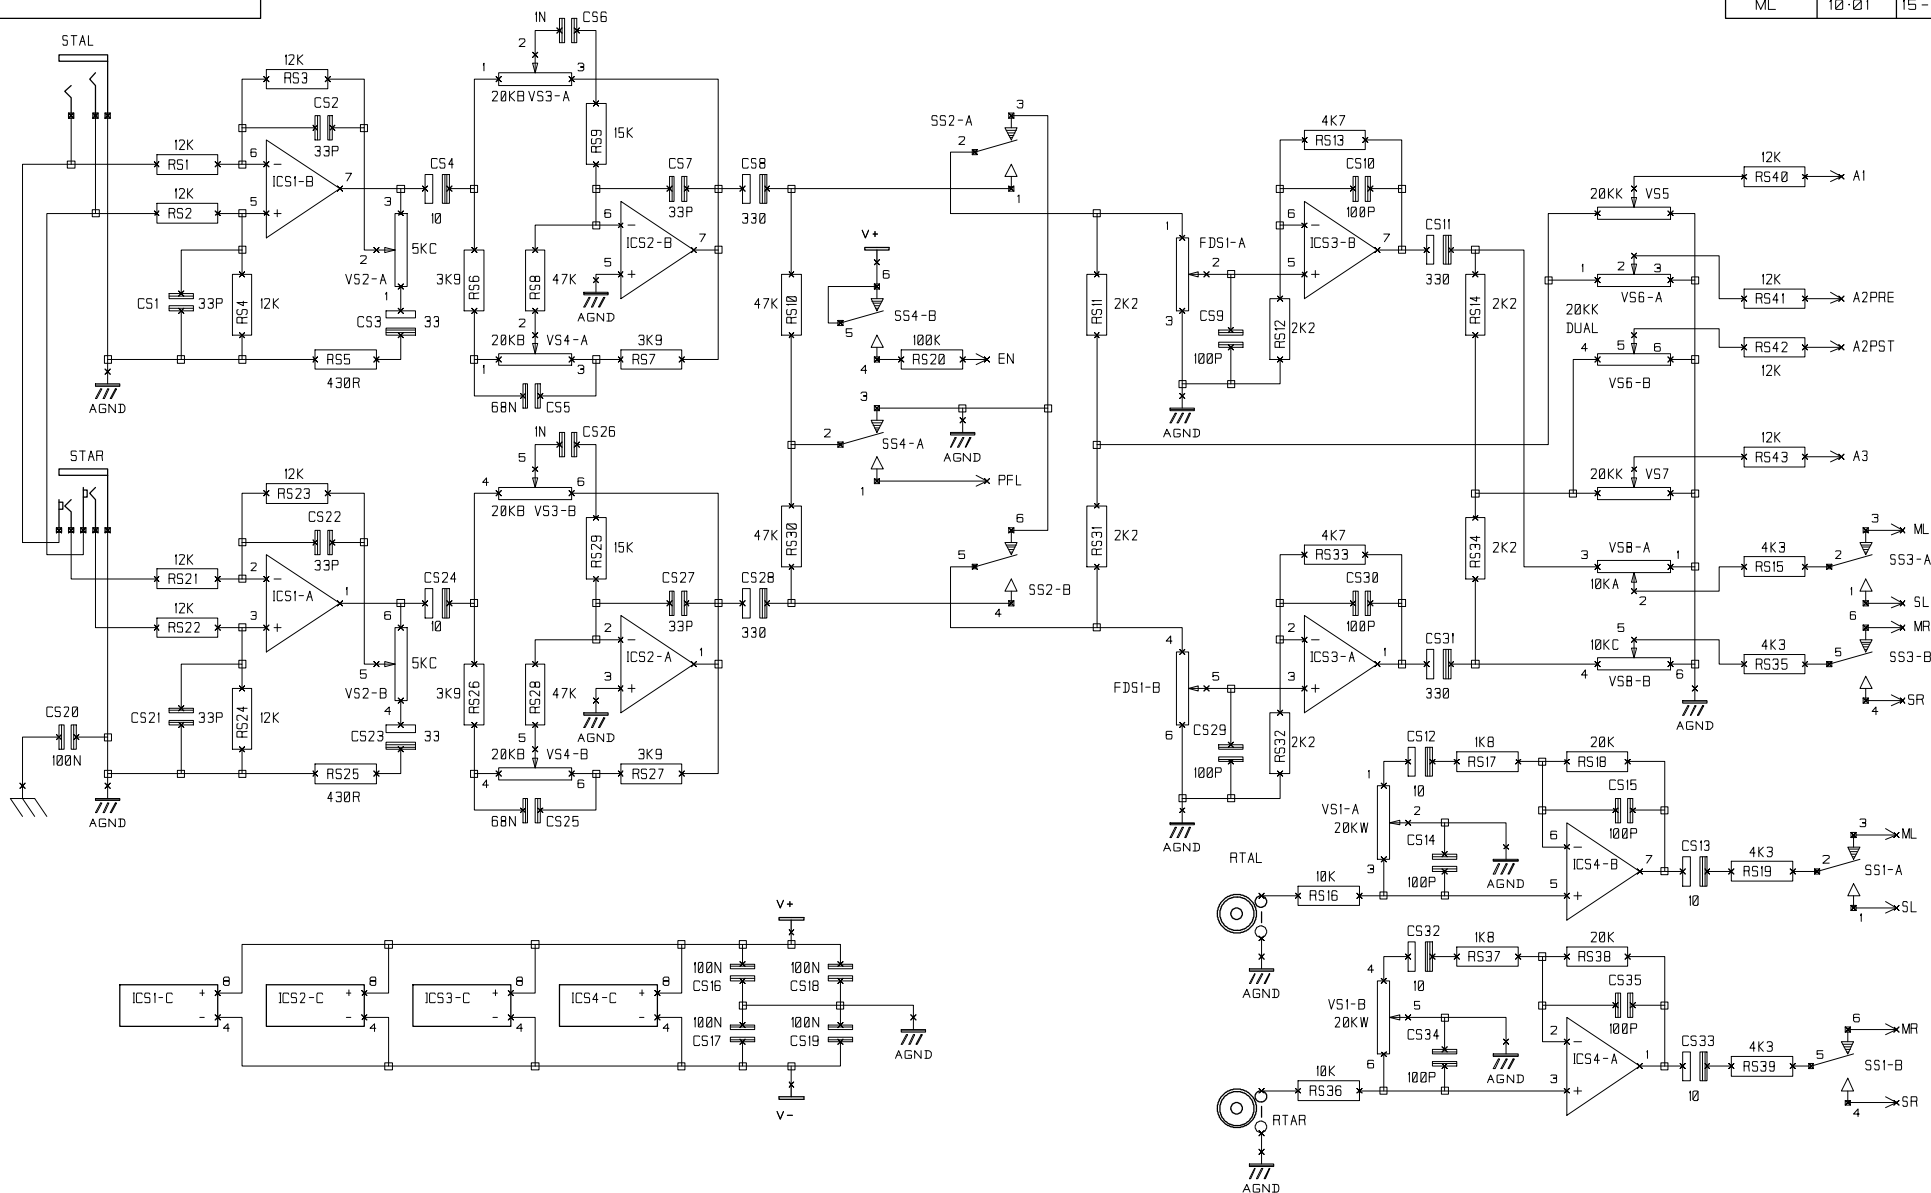 ML 10·01 15-
STAL
12K
RS3
CS2
33P
12K
RS1
6
ICS1-B
7
12K
RS2
5
3
5KC
2
VS2-A
1
CS1
33P
RS4
12K
CS3
33
RS5
430R
AGND
CS4
10
1N
CS6
2
1
3
20KB VS3-A
RS9
15K
CS7
33P
CS8
330
6
ICS2-B
7
5
AGND
3K9
RS6
RS8
47K
2
20KB VS4-A
3K9
RS7
1
3
68N
CS5
SS2-A
3
2
1
V+
6
SS4-B
5
100K
RS20
EN
4
47K
RS10
3
2
SS4-A
AGND
1
PFL
RS11
2K2
1
FDS1-A
2
3
CS9
100P
RS12
2K2
AGND
4K7
RS13
CS10
100P
6
ICS3-B
7
5
CS11
330
RS14
2K2
20KK VS5
12K
RS40
A1
1
2
3
VS6-A
12K
RS41
A2PRE
20KK
DUAL
4
5
6
VS6-B
RS42
12K
A2PST
12K
RS43
A3
20KK VS7
VS8-A
3
1
10KA
2
4K3
RS15
3
2
ML
SS3-A
1
SL
10KC
5
4
VS8-B
6
4K3
RS35
6
5
MR
SS3-B
4
SR
AGND
STAR
12K
RS23
CS22
33P
12K
RS21
2
ICS1-A
1
12K
RS22
3
6
5KC
5
VS2-B
4
CS21
33P
RS24
12K
CS23
33
RS25
430R
CS20
100N
AGND
CS24
10
1N
CS26
5
4
6
20KB VS3-B
RS29
15K
CS27
33P
CS28
330
2
ICS2-A
1
3
AGND
3K9
RS26
RS28
47K
5
20KB VS4-B
3K9
RS27
4
6
68N
CS25
47K
RS30
6
5
SS2-B
4
RS31
2K2
4
FDS1-B
5
6
CS29
100P
RS32
2K2
AGND
4K7
RS33
CS30
100P
2
ICS3-A
1
3
CS31
330
RS34
2K2
CS12
10
1K8
RS17
20K
RS18
CS15
100P
1
VS1-A
20KW
2
CS14
3
100P
AGND
6
ICS4-B
7
5
CS13
10
4K3
RS19
3
2
ML
SS1-A
1
SL
RTAL
10K
RS16
AGND
CS32
10
1K8
RS37
20K
RS38
CS35
100P
4
VS1-B
20KW
5
CS34
6
100P
AGND
2
ICS4-A
1
3
CS33
10
4K3
RS39
6
5
MR
SS1-B
4
SR
10K
RS36
RTAR
AGND
V+
ICS1-C + 8
- 4
ICS2-C + 8
- 4
ICS3-C + 8
- 4
ICS4-C + 8
- 4
100N
CS16
100N
CS18
100N
CS17
100N
CS19
AGND
V-